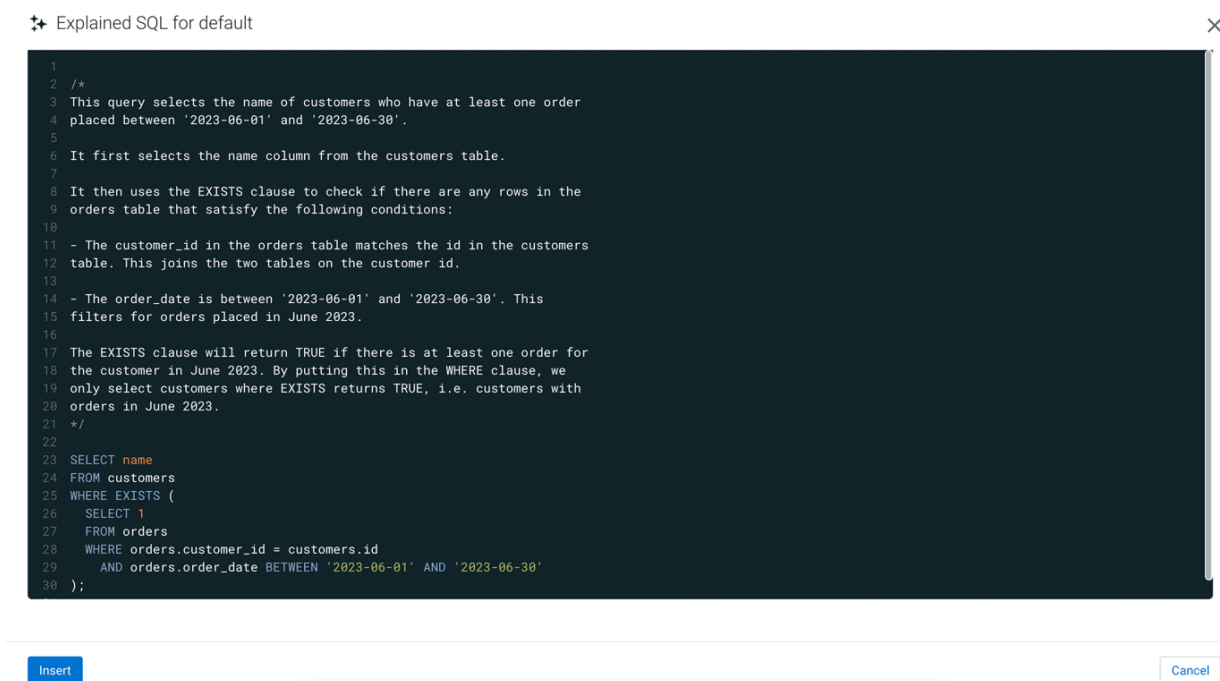 Explained SQL for default
1
2 /*
3 This query selects the name of customers who have at least one order
4 placed between '2023-06-01' and '2023-06-30'.
5
6 It first selects the name column from the customers table.
7
8 It then uses the EXISTS clause to check if there are any rows in the
9 orders table that satisfy the following conditions:
10
11 - The customer_id in the orders table matches the id in the customers
12 table. This joins the two tables on the customer id.
13
14 - The order_date is between '2023-06-01' and '2023-06-30'. This
15 filters for orders placed in June 2023.
16
17 The EXISTS clause will return TRUE if there is at least one order for
18 the customer in June 2023. By putting this in the WHERE clause, we
19 only select customers where EXISTS returns TRUE, i.e. customers with
20 orders in June 2023.
21 */
22
23 SELECT name
24 FROM customers
25 WHERE EXISTS (
26   SELECT 1
27   FROM orders
28   WHERE orders.customer_id = customers.id
29     AND orders.order_date BETWEEN '2023-06-01' AND '2023-06-30'
30 );
Insert
Cancel